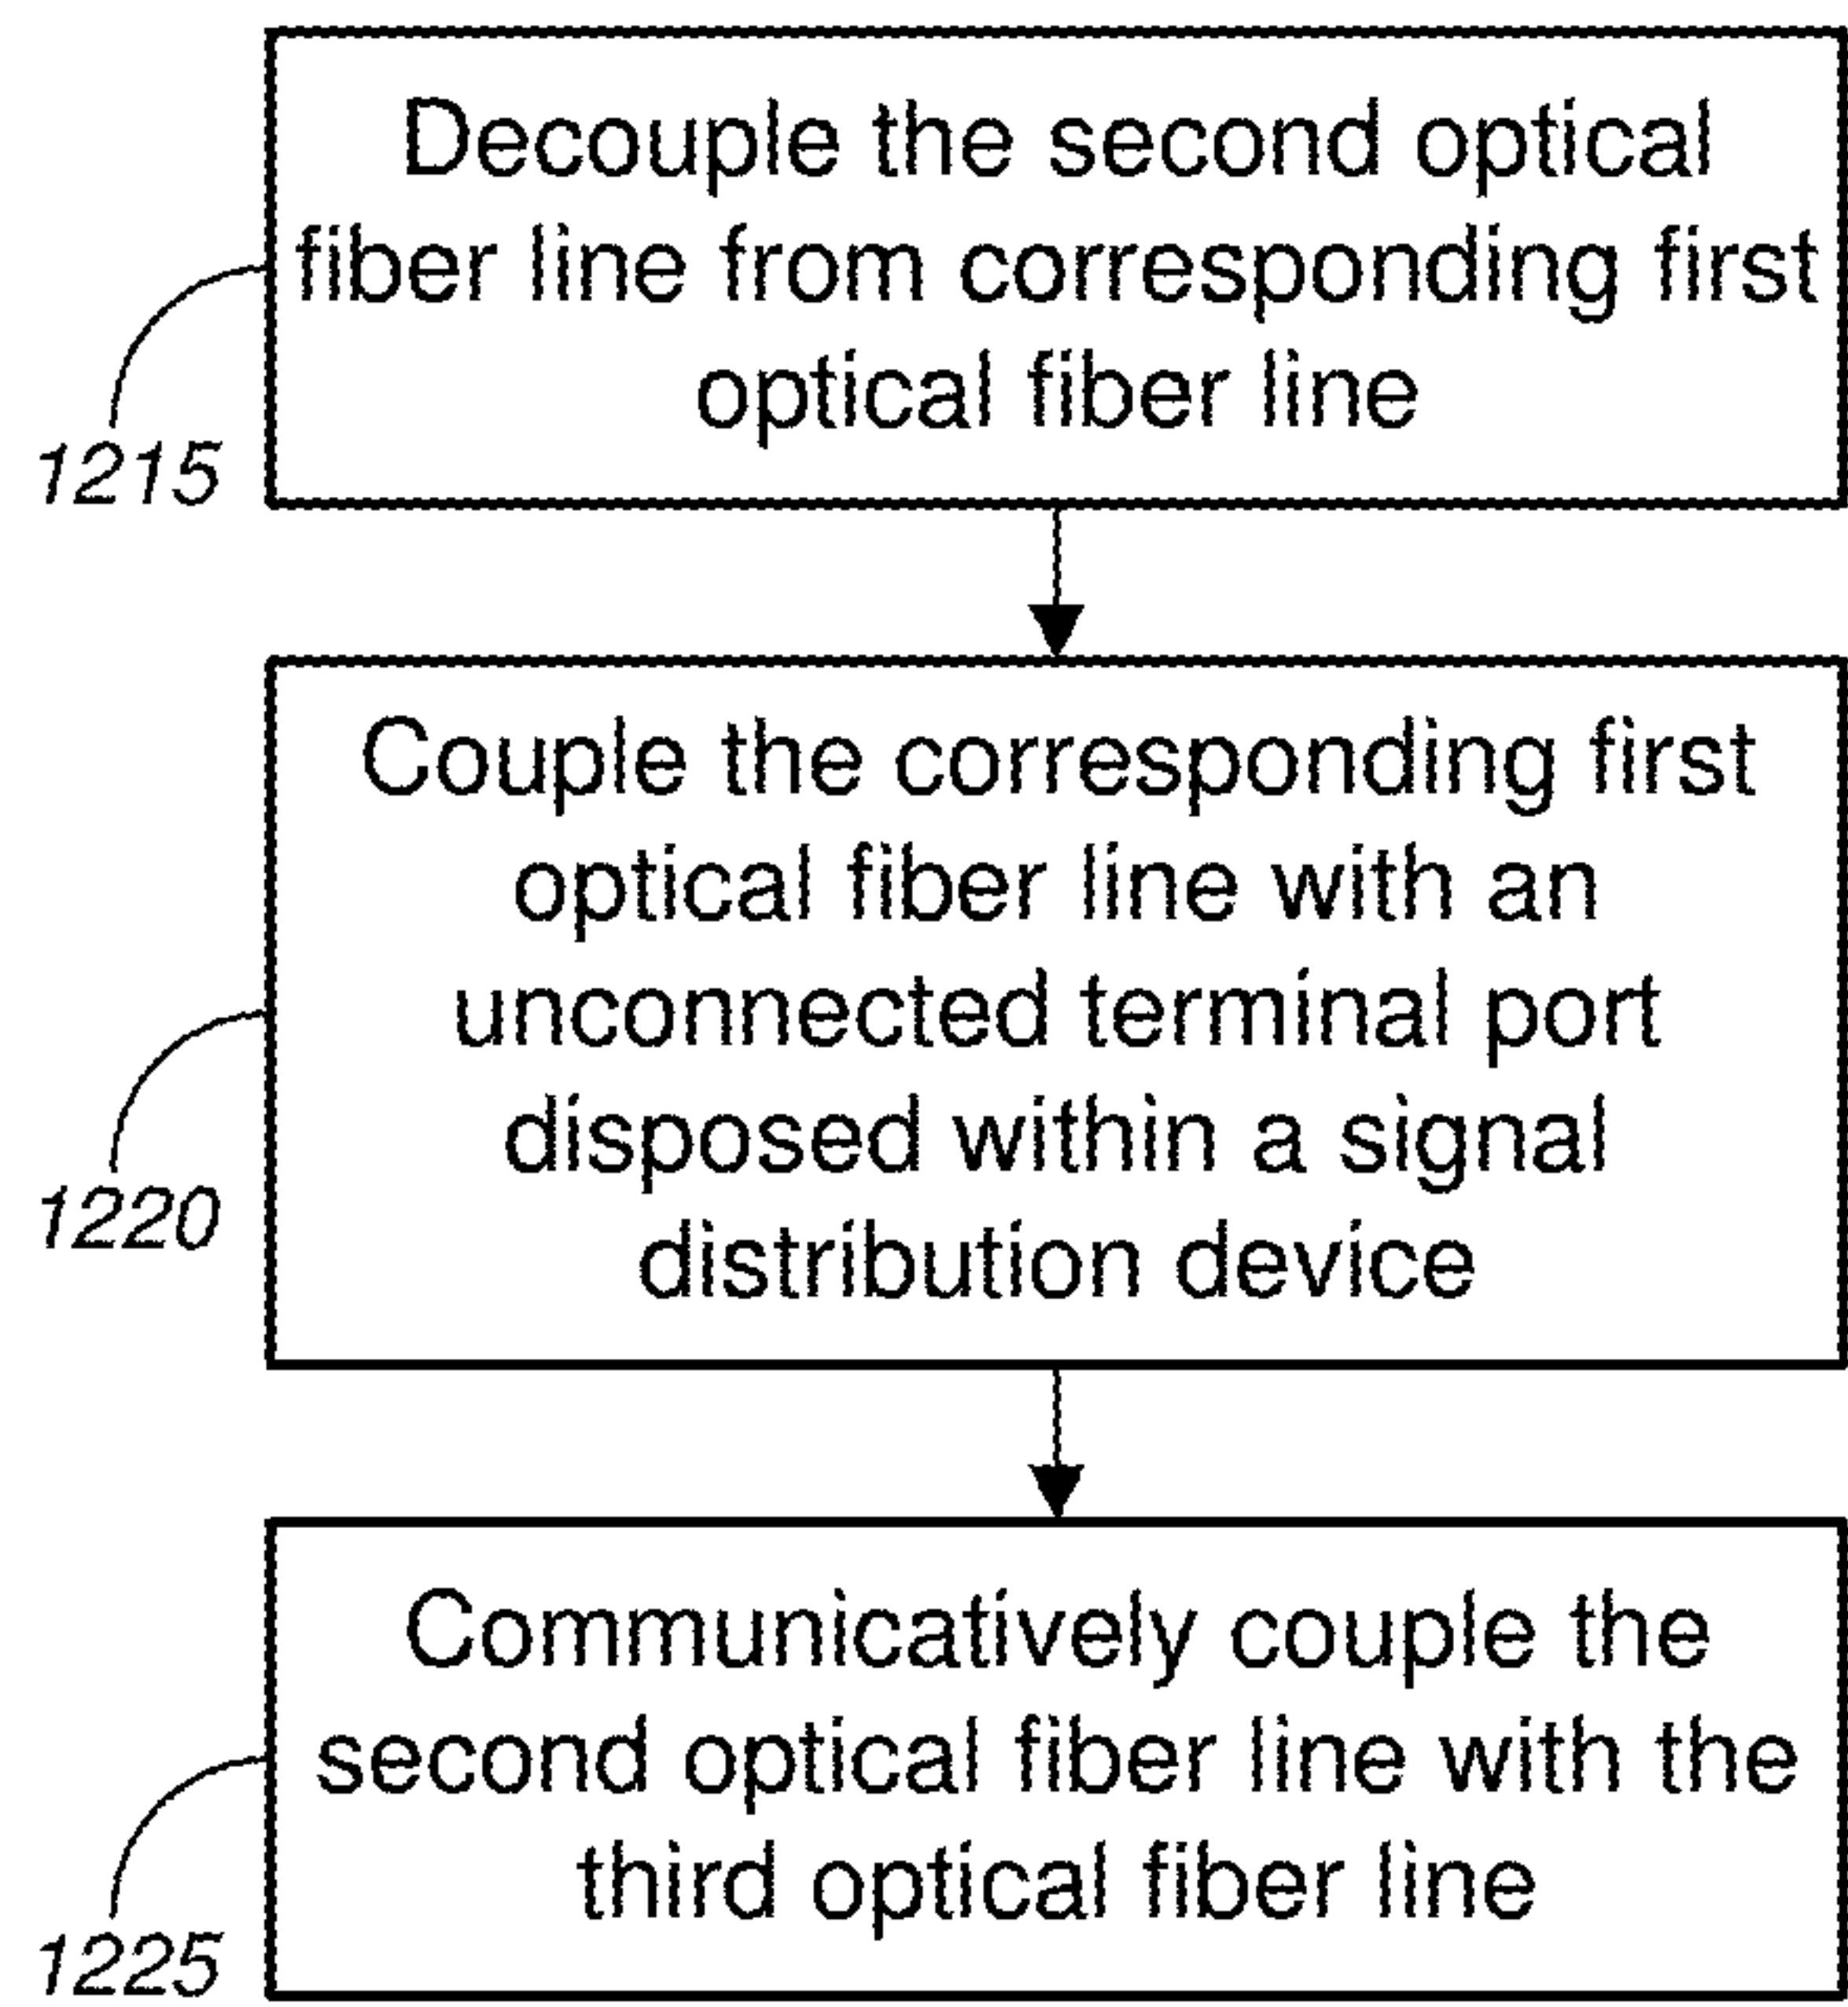 Decouple the second optical
fiber line from corresponding first
optical fiber line
1215
Couple the corresponding first
optical fiber line with an
unconnected terminal port
disposed within a signal
distribution device
1220
Communicatively couple the
second optical fiber line with the
third optical fiber line
1225